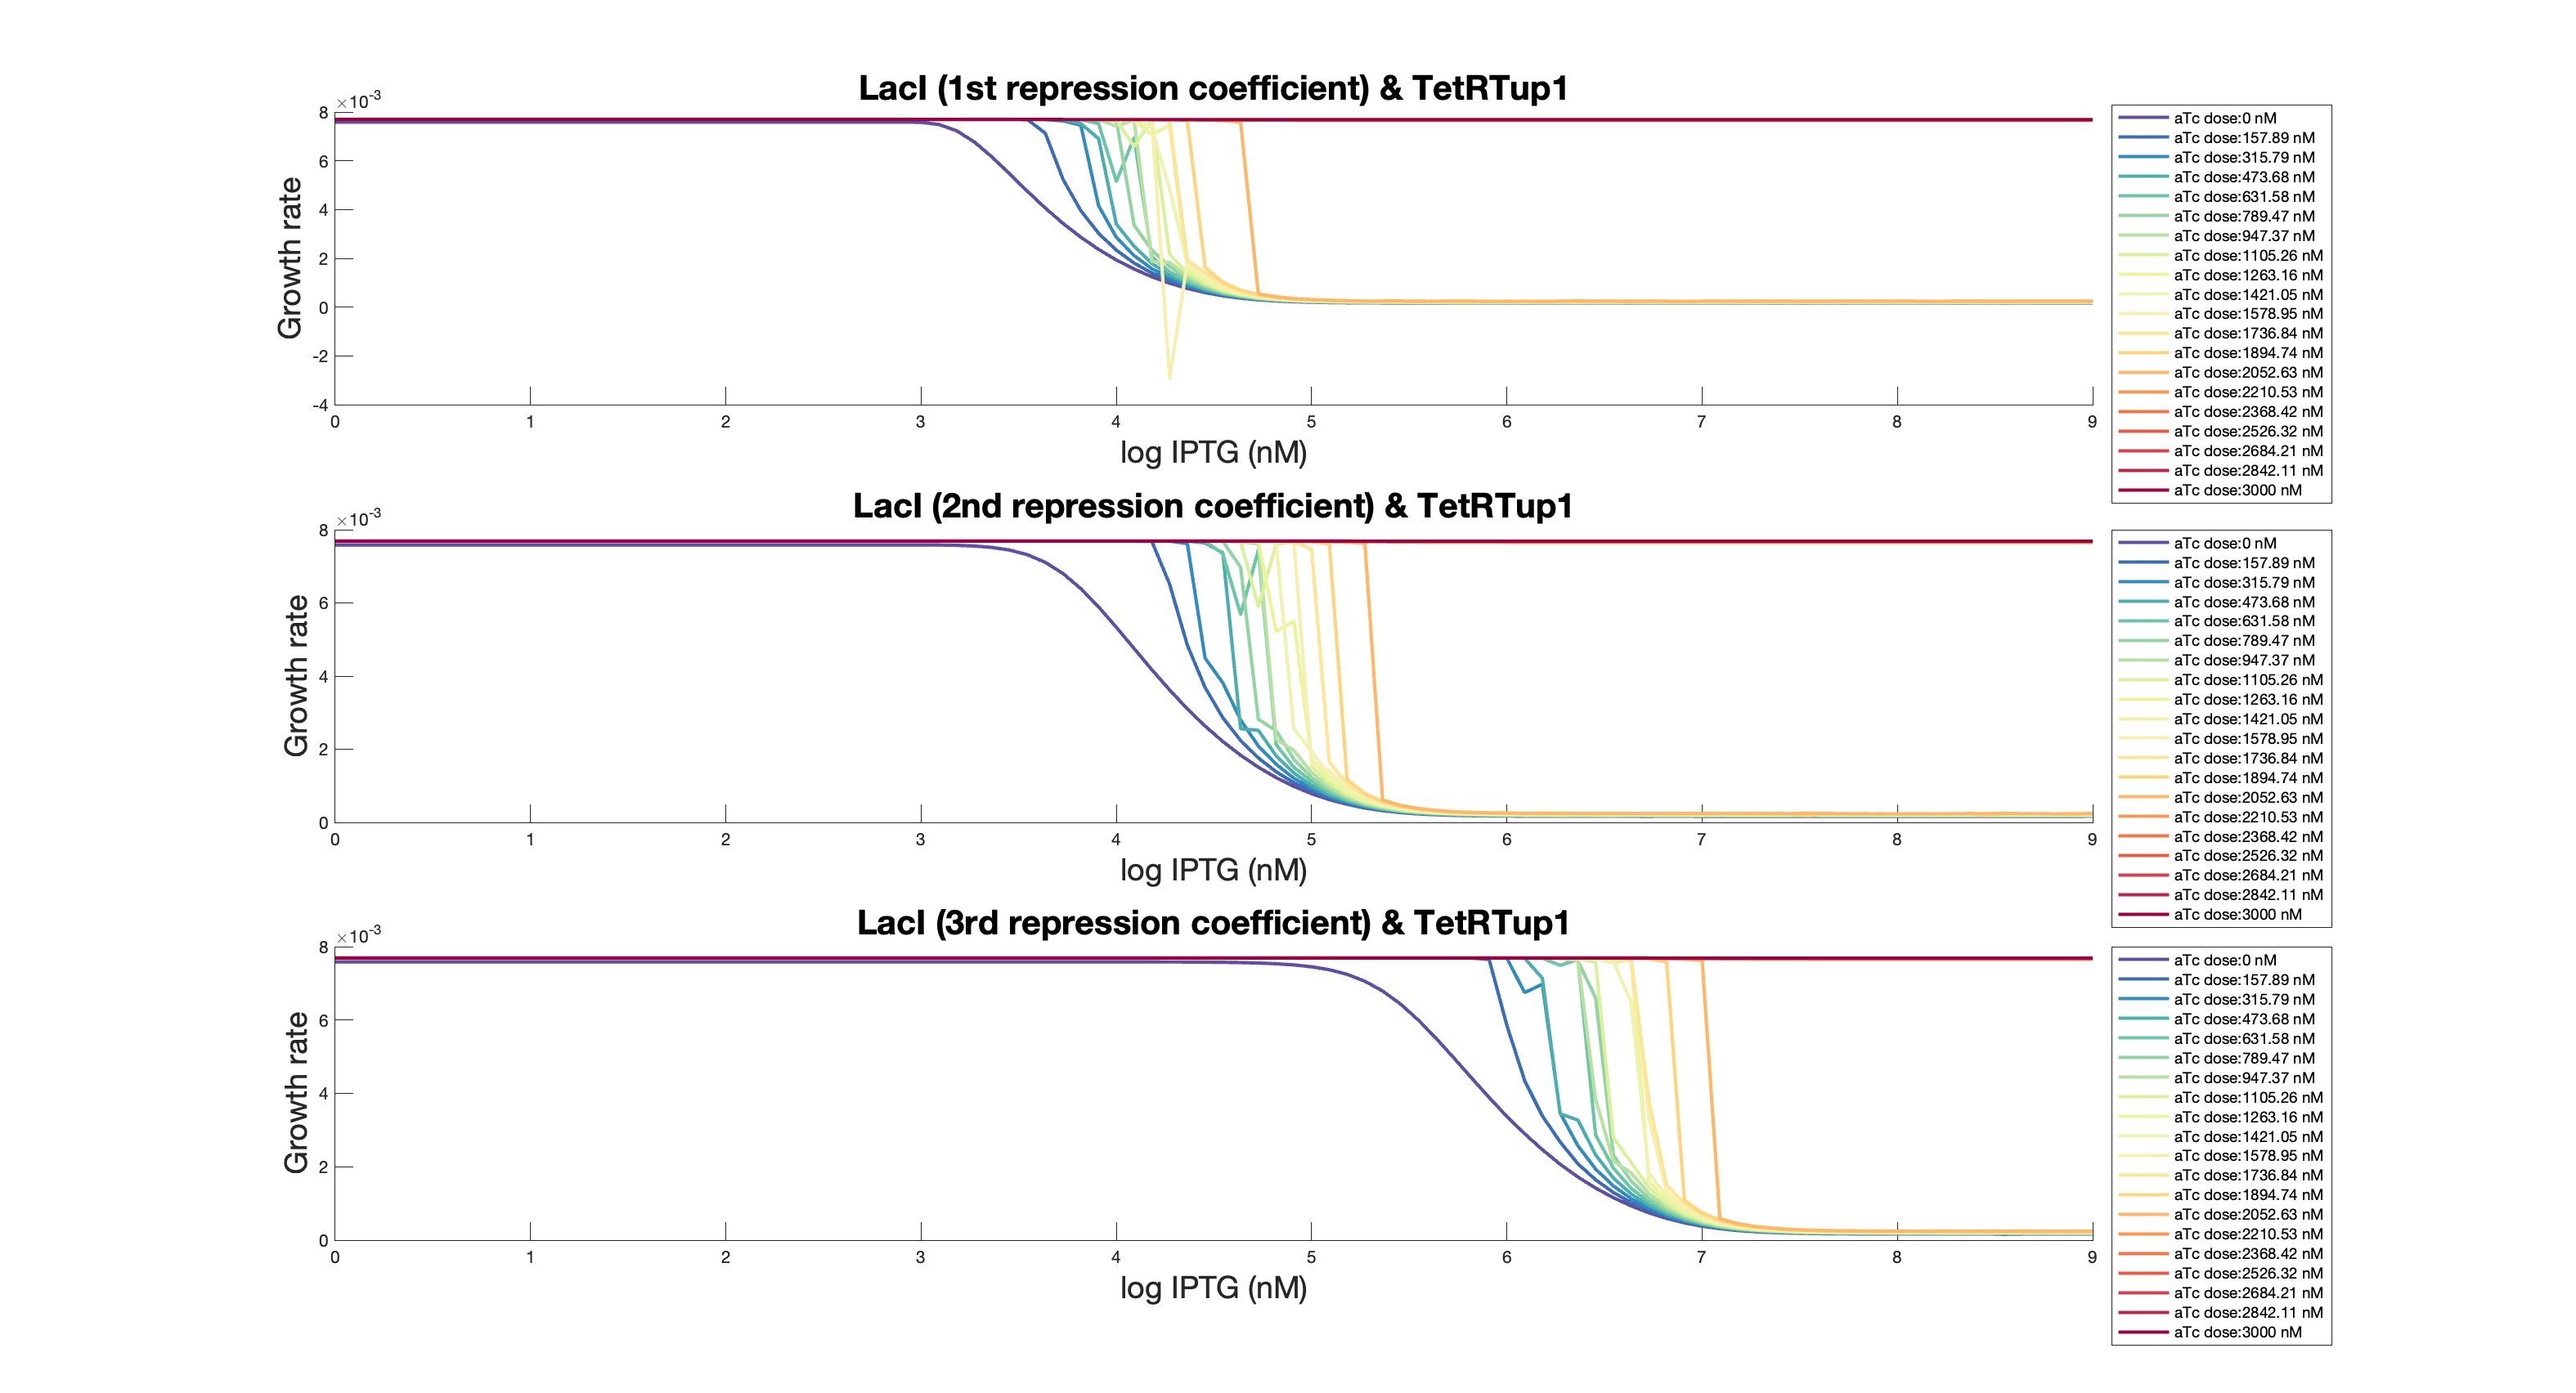 LacI (1st repression coefficient) & TetRTup1
×10-3
8
6
4
2
0
-2
-4
Growth rate
0 1 2 3 4 5 6 7 8 9
log IPTG (nM)
aTc dose:0 nM
aTc dose:157.89 nM
aTc dose:315.79 nM
aTc dose:473.68 nM
aTc dose:631.58 nM
aTc dose:789.47 nM
aTc dose:947.37 nM
aTc dose:1105.26 nM
aTc dose:1263.16 nM
aTc dose:1421.05 nM
aTc dose:1578.95 nM
aTc dose:1736.84 nM
aTc dose:1894.74 nM
aTc dose:2052.63 nM
aTc dose:2210.53 nM
aTc dose:2368.42 nM
aTc dose:2526.32 nM
aTc dose:2684.21 nM
aTc dose:2842.11 nM
aTc dose:3000 nM
LacI (2nd repression coefficient) & TetRTup1
×10-3
8
6
4
2
0
Growth rate
0 1 2 3 4 5 6 7 8 9
log IPTG (nM)
aTc dose:0 nM
aTc dose:157.89 nM
aTc dose:315.79 nM
aTc dose:473.68 nM
aTc dose:631.58 nM
aTc dose:789.47 nM
aTc dose:947.37 nM
aTc dose:1105.26 nM
aTc dose:1263.16 nM
aTc dose:1421.05 nM
aTc dose:1578.95 nM
aTc dose:1736.84 nM
aTc dose:1894.74 nM
aTc dose:2052.63 nM
aTc dose:2210.53 nM
aTc dose:2368.42 nM
aTc dose:2526.32 nM
aTc dose:2684.21 nM
aTc dose:2842.11 nM
aTc dose:3000 nM
LacI (3rd repression coefficient) & TetRTup1
×10-3
8
6
4
2
0
Growth rate
0 1 2 3 4 5 6 7 8 9
log IPTG (nM)
aTc dose:0 nM
aTc dose:157.89 nM
aTc dose:315.79 nM
aTc dose:473.68 nM
aTc dose:631.58 nM
aTc dose:789.47 nM
aTc dose:947.37 nM
aTc dose:1105.26 nM
aTc dose:1263.16 nM
aTc dose:1421.05 nM
aTc dose:1578.95 nM
aTc dose:1736.84 nM
aTc dose:1894.74 nM
aTc dose:2052.63 nM
aTc dose:2210.53 nM
aTc dose:2368.42 nM
aTc dose:2526.32 nM
aTc dose:2684.21 nM
aTc dose:2842.11 nM
aTc dose:3000 nM